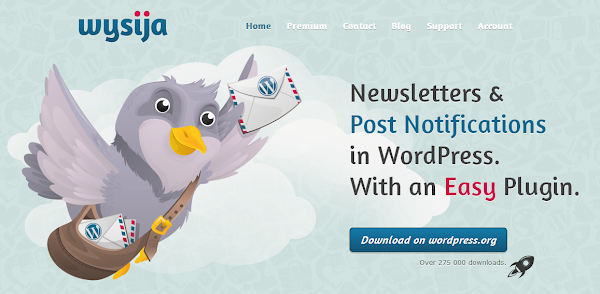 wysija
Home Premium Contact Blog Support Account
Newsletters &
Post Notifications
in WordPress.
With an Easy Plugin.
Download on wordpress.org
Over 275 000 downloads.